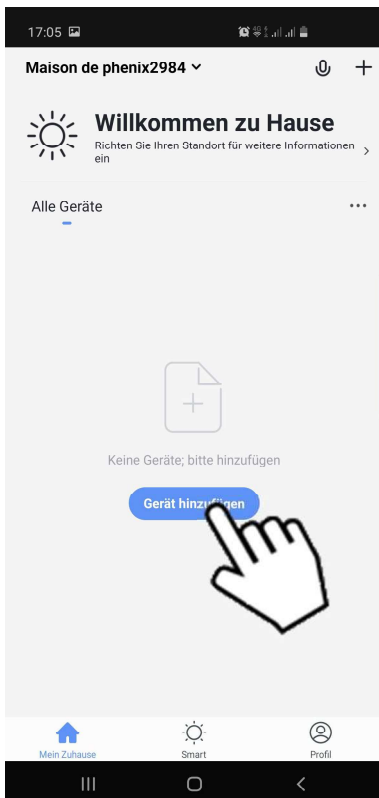 17:05
Maison de phenix2984
Willkommen zu Hause
Richten Sie Ihren Standort für weitere Informationen
ein
Alle Geräte
Keine Geräte; bitte hinzufügen
Gerät hinzufügen
Mein Zuhause
Smart
Profil